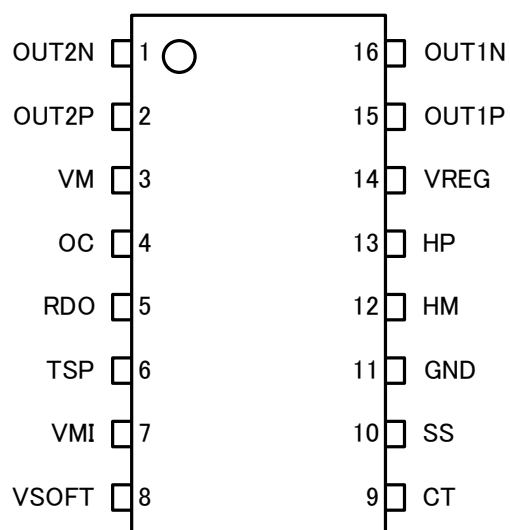 OUT2N 1 16 OUT1N
OUT2P 2 15 OUT1P
VM 3 14 VREG
OC 4 13 HP
RDO 5 12 HM
TSP 6 11 GND
VMI 7 10 SS
VSOFT 8 9 CT